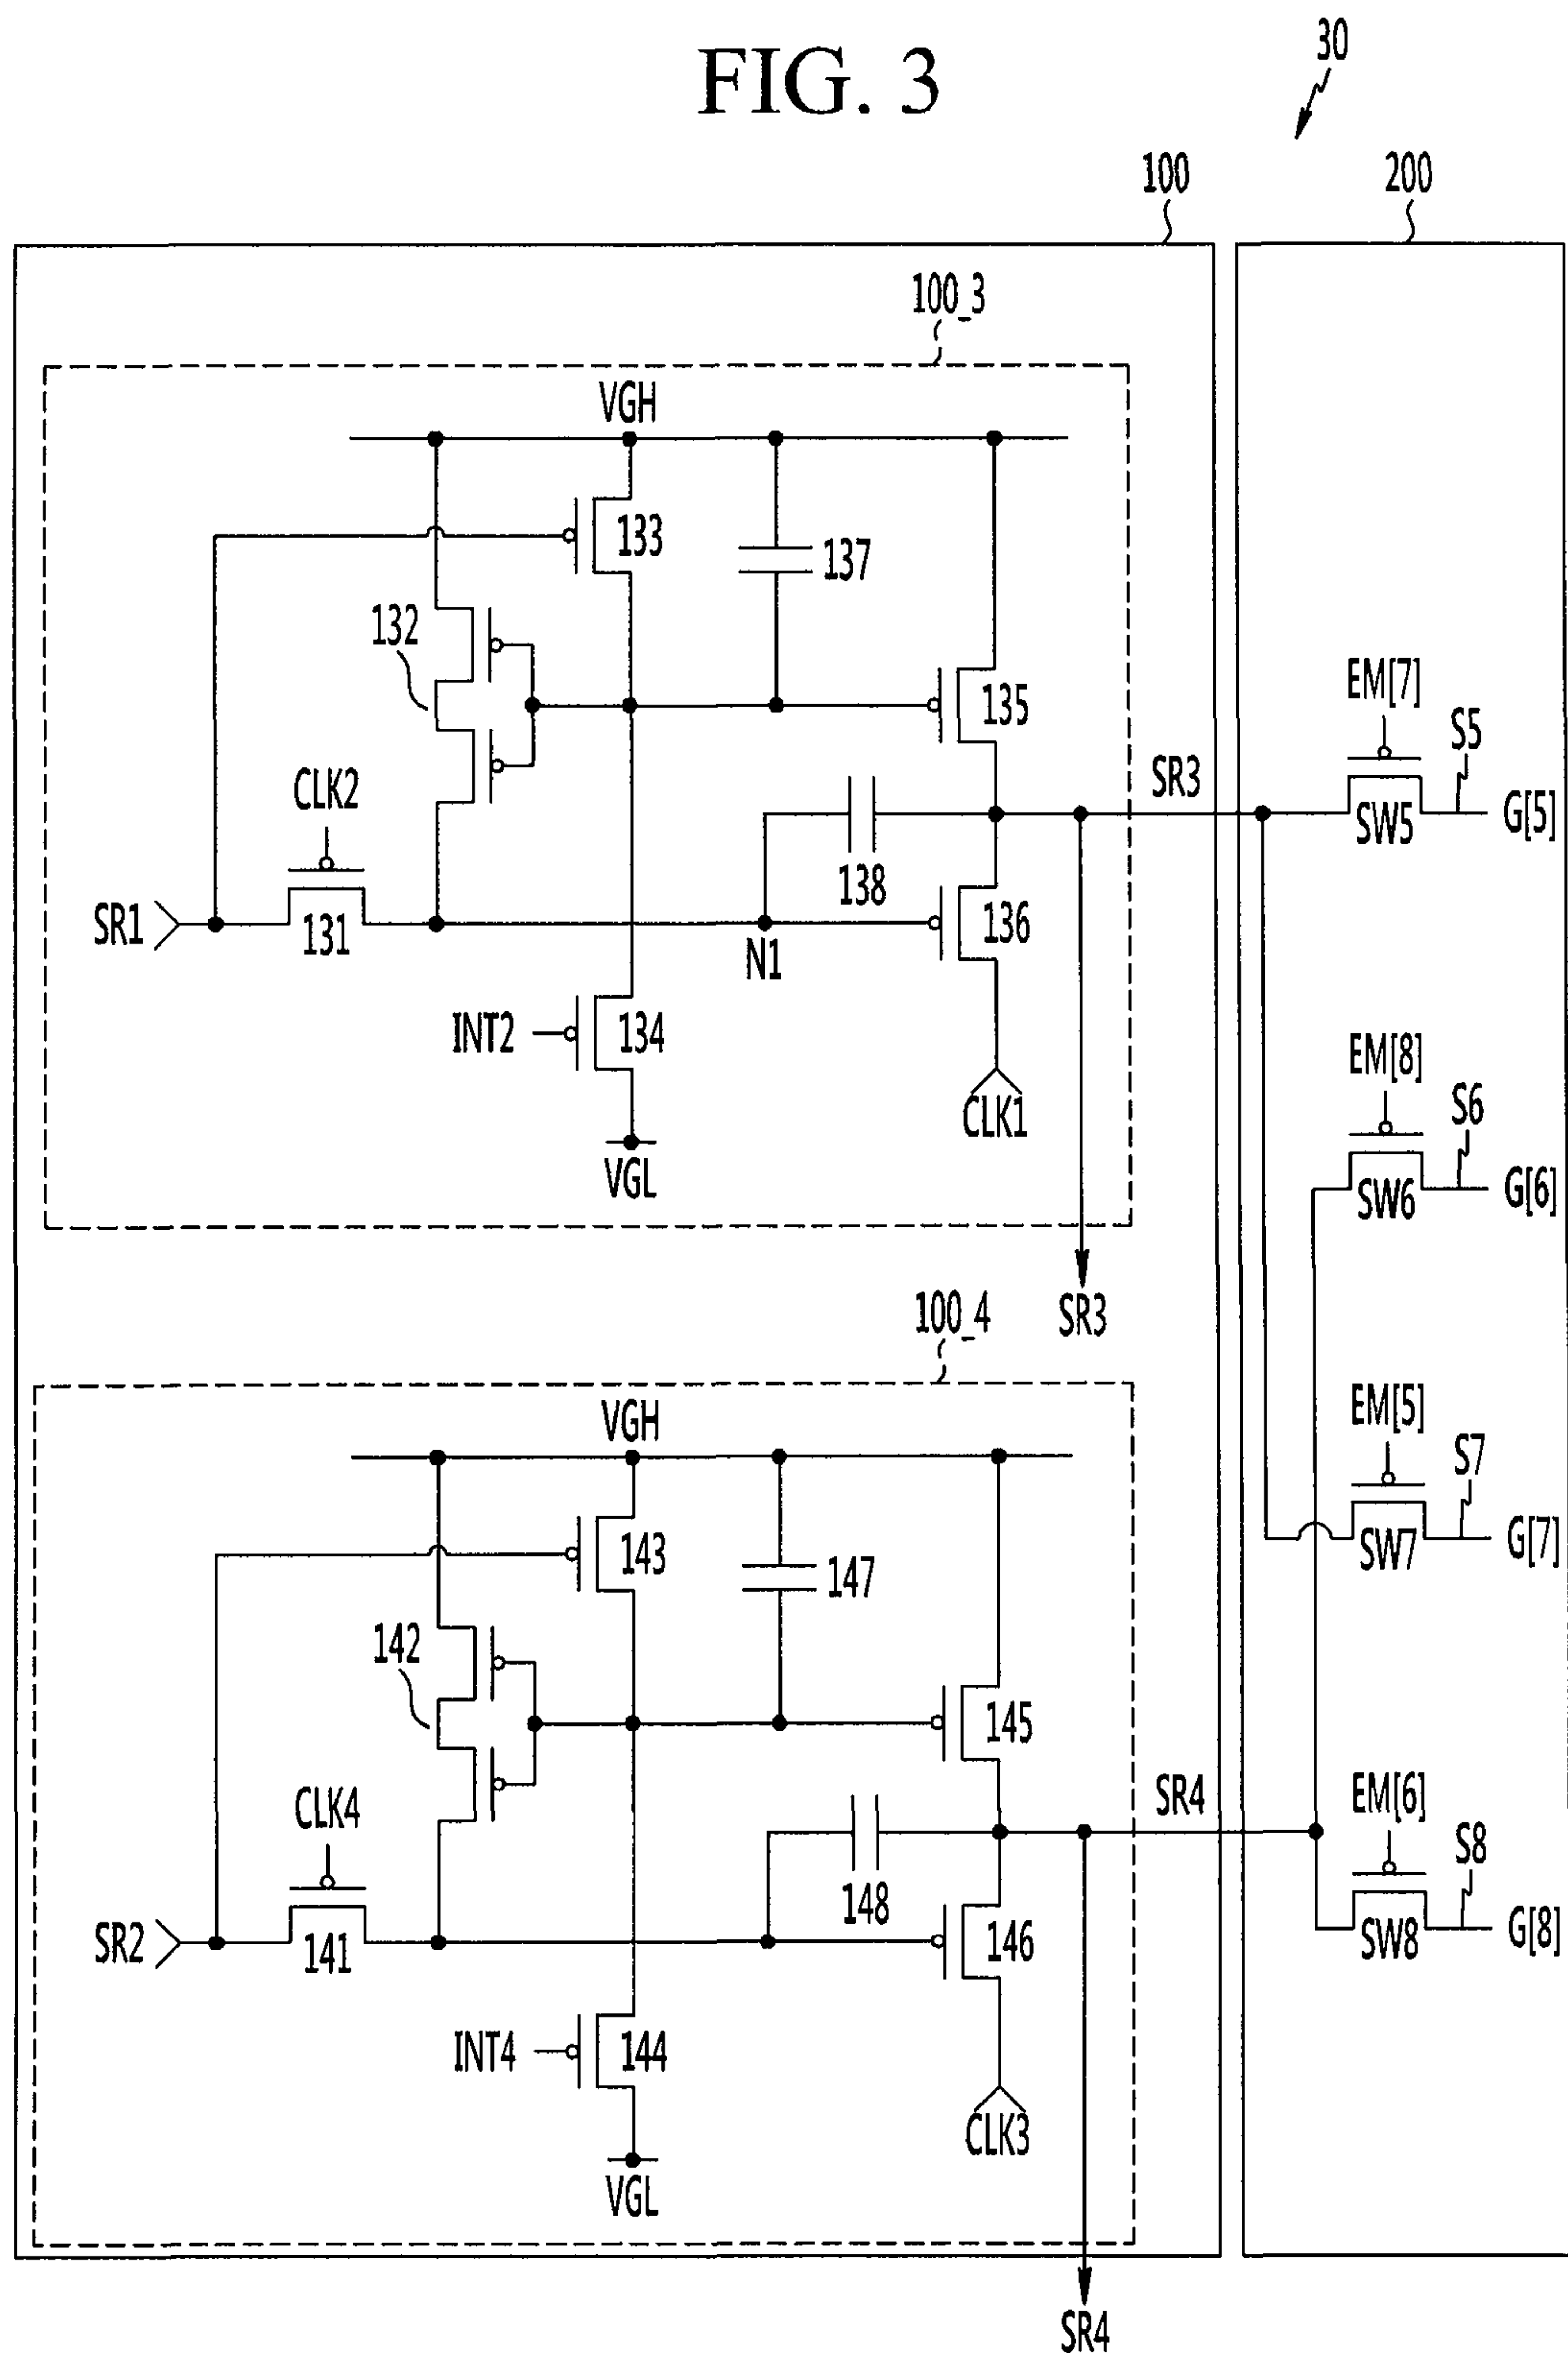 FIG. 3
30
100
200
100_3
VGH
133
137
132
135
EM[7]
S5
SR3
SW5
G[5]
CLK2
138
136
SR1
131
N1
INT2
134
CLK1
VGL
EM[8]
S6
SW6
G[6]
SR3
100_4
VGH
EM[5]
S7
SW7
G[7]
143
147
142
145
CLK4
SR4
EM[6]
S8
SW8
G[8]
148
146
SR2
141
INT4
144
CLK3
VGL
SR4